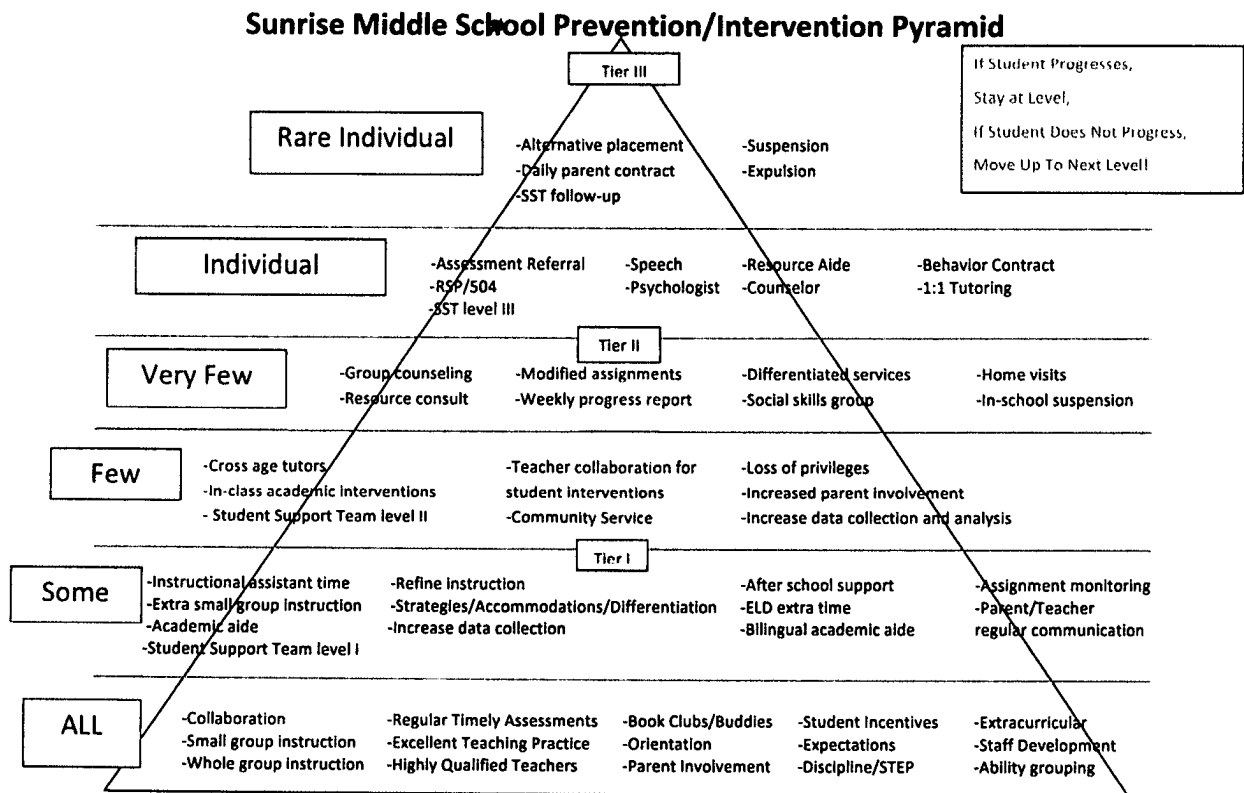 Sunrise Middle School Prevention/Intervention Pyramid
Tier III
If Student Progresses,
Stay at Level,
If Student Does Not Progress,
Move Up To Next Level!
Rare Individual
-Alternative placement -Suspension
-Daily parent contract -Expulsion
-SST follow-up
Individual
-Assessment Referral -Speech -Resource Aide -Behavior Contract
-RSP/504 -Psychologist -Counselor -1:1 Tutoring
-SST level III
Tier II
Very Few
-Group counseling -Modified assignments -Differentiated services -Home visits
-Resource consult -Weekly progress report -Social skills group -In-school suspension
Few
-Cross age tutors -Teacher collaboration for -Loss of privileges
-In-class academic interventions student interventions -Increased parent involvement
- Student Support Team level II -Community Service -Increase data collection and analysis
Tier I
Some
-Instructional assistant time -Refine instruction -After school support -Assignment monitoring
-Extra small group instruction -Strategies/Accommodations/Differentiation -ELD extra time -Parent/Teacher
-Academic aide -Increase data collection -Bilingual academic aide regular communication
-Student Support Team level I
ALL
-Collaboration -Regular Timely Assessments -Book Clubs/Buddies -Student Incentives -Extracurricular
-Small group instruction -Excellent Teaching Practice -Orientation -Expectations -Staff Development
-Whole group instruction -Highly Qualified Teachers -Parent Involvement -Discipline/STEP -Ability grouping